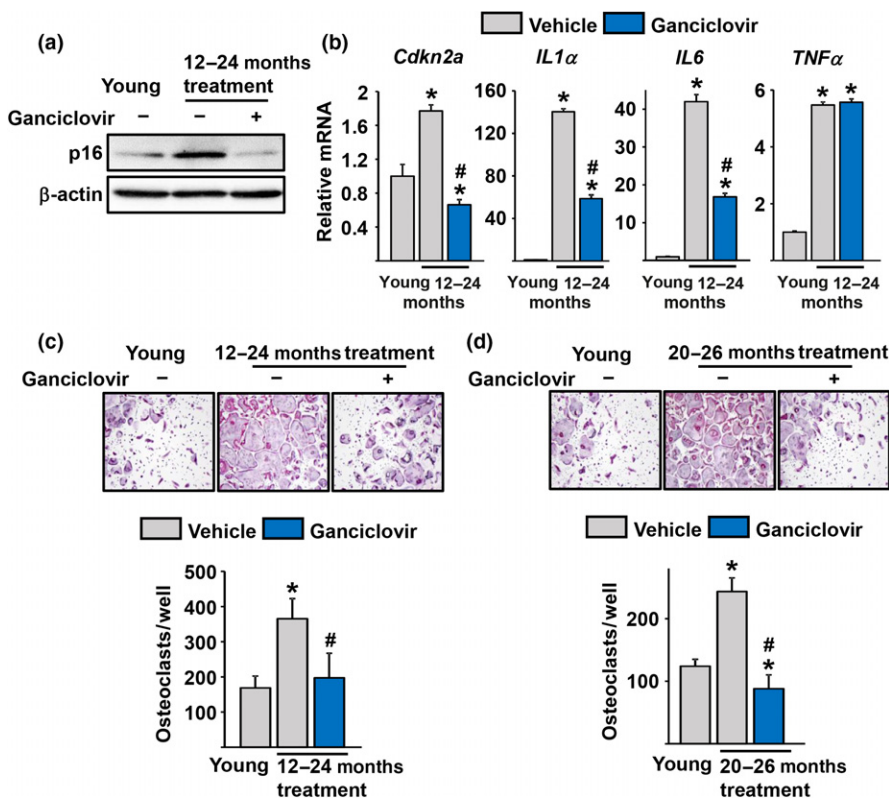 (a)
12–24 months
Young treatment
Ganciclovir – – +
p16
β-actin
(b)
Vehicle Ganciclovir
Cdkn2a IL1α IL6 TNFα
Relative mRNA
2
1.6
1.2
0.8
0.4
*
#
*
Young 12–24
months
160
120
80
40
*
#
*
Young 12–24
months
40
30
20
10
*
#
*
Young 12–24
months
6
4
2
* *
Young 12–24
months
(c)
Young 12–24 months treatment
Ganciclovir – – +
Vehicle Ganciclovir
Osteoclasts/well
500
400
300
200
100
*
#
Young 12–24 months
treatment
(d)
Young 20–26 months treatment
Ganciclovir – – +
Vehicle Ganciclovir
Osteoclasts/well
200
100
*
#
*
Young 20–26 months
treatment